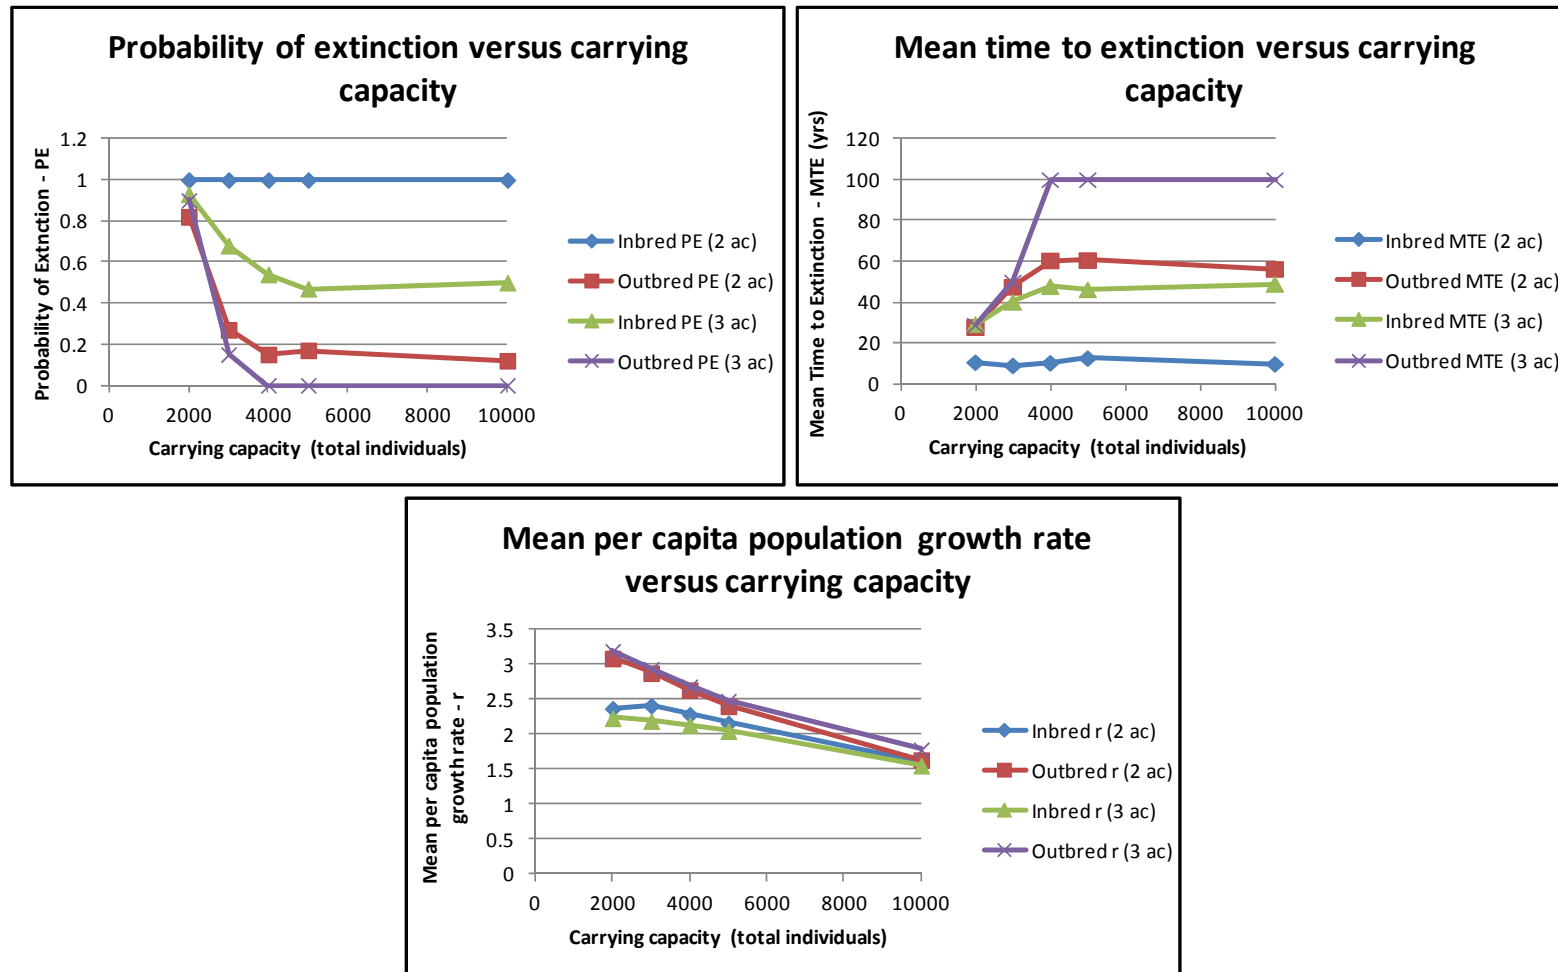 Probability of extinction versus carrying
capacity
Probability of Extnction - PE
1.2
1
0.8
0.6
0.4
0.2
0
0
2000
4000
6000
8000
10000
Carrying capacity (total individuals)
Inbred PE (2 ac)
Outbred PE (2 ac)
Inbred PE (3 ac)
Outbred PE (3 ac)
Mean time to extinction versus carrying
capacity
Mean Time to Extinction - MTE (yrs)
120
100
80
60
40
20
0
0
2000
4000
6000
8000
10000
Carrying capacity (total individuals)
Inbred MTE (2 ac)
Outbred MTE (2 ac)
Inbred MTE (3 ac)
Outbred MTE (3 ac)
Mean per capita population growth rate
versus carrying capacity
Mean per capita population
growth rate - r
3.5
3
2.5
2
1.5
1
0.5
0
0
2000
4000
6000
8000
10000
Carrying capacity (total individuals)
Inbred r (2 ac)
Outbred r (2 ac)
Inbred r (3 ac)
Outbred r (3 ac)